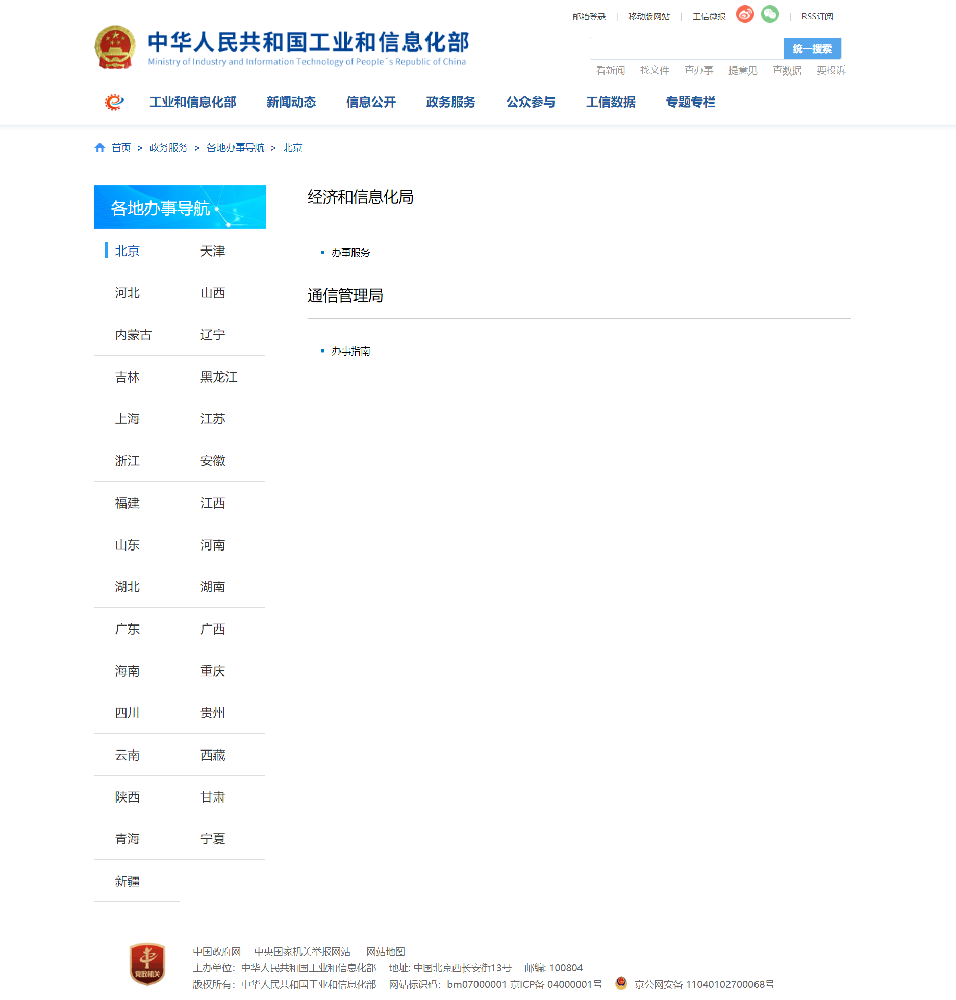 邮箱登录 | 移动版网站 | 工信微报 | RSS订阅
中华人民共和国工业和信息化部
Ministry of Industry and Information Technology of People´s Republic of China
统一搜索
看新闻 找文件 查办事 提意见 查数据 要投诉
工业和信息化部 新闻动态 信息公开 政务服务 公众参与 工信数据 专题专栏
首页 > 政务服务 > 各地办事导航 > 北京
各地办事导航
北京 天津
河北 山西
内蒙古 辽宁
吉林 黑龙江
上海 江苏
浙江 安徽
福建 江西
山东 河南
湖北 湖南
广东 广西
海南 重庆
四川 贵州
云南 西藏
陕西 甘肃
青海 宁夏
新疆
经济和信息化局
办事服务
通信管理局
办事指南
党政机关
中国政府网 中央国家机关举报网站 网站地图
主办单位：中华人民共和国工业和信息化部 地址: 中国北京西长安街13号 邮编: 100804
版权所有：中华人民共和国工业和信息化部 网站标识码：bm07000001 京ICP备 04000001号 京公网安备 11040102700068号